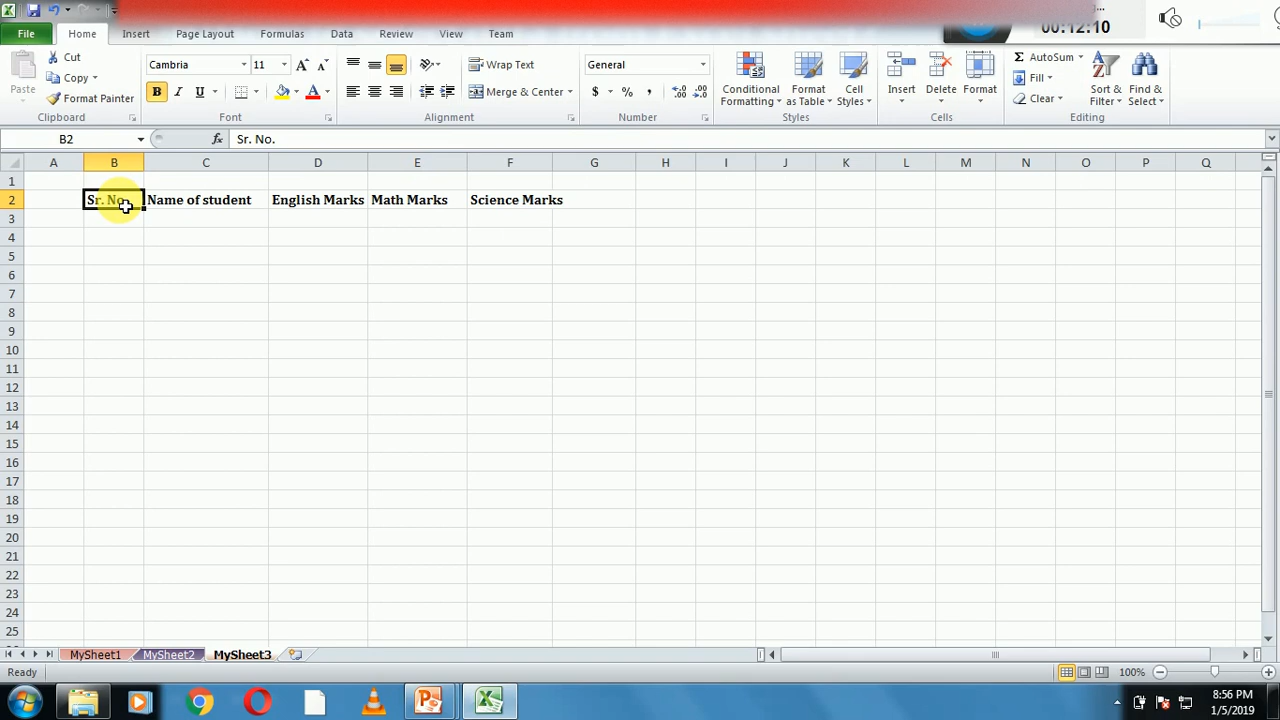 00:12:10
File Home Insert Page Layout Formulas Data Review View Team
Paste
Cut
Copy
Format Painter
Clipboard
Cambria 11
B I U
Font
Wrap Text
Merge & Center
Alignment
General
$ % ,
Number
Conditional Formatting
Format as Table
Cell Styles
Styles
Insert Delete Format
Cells
Σ AutoSum
Fill
Clear
Sort & Filter
Find & Select
Editing
B2 fx Sr. No.
A B C D E F G H I J K L M N O P Q
1
2 Sr. No. Name of student English Marks Math Marks Science Marks
3
4
5
6
7
8
9
10
11
12
13
14
15
16
17
18
19
20
21
22
23
24
25
MySheet1 MySheet2 MySheet3
Ready 100%
8:56 PM
1/5/2019